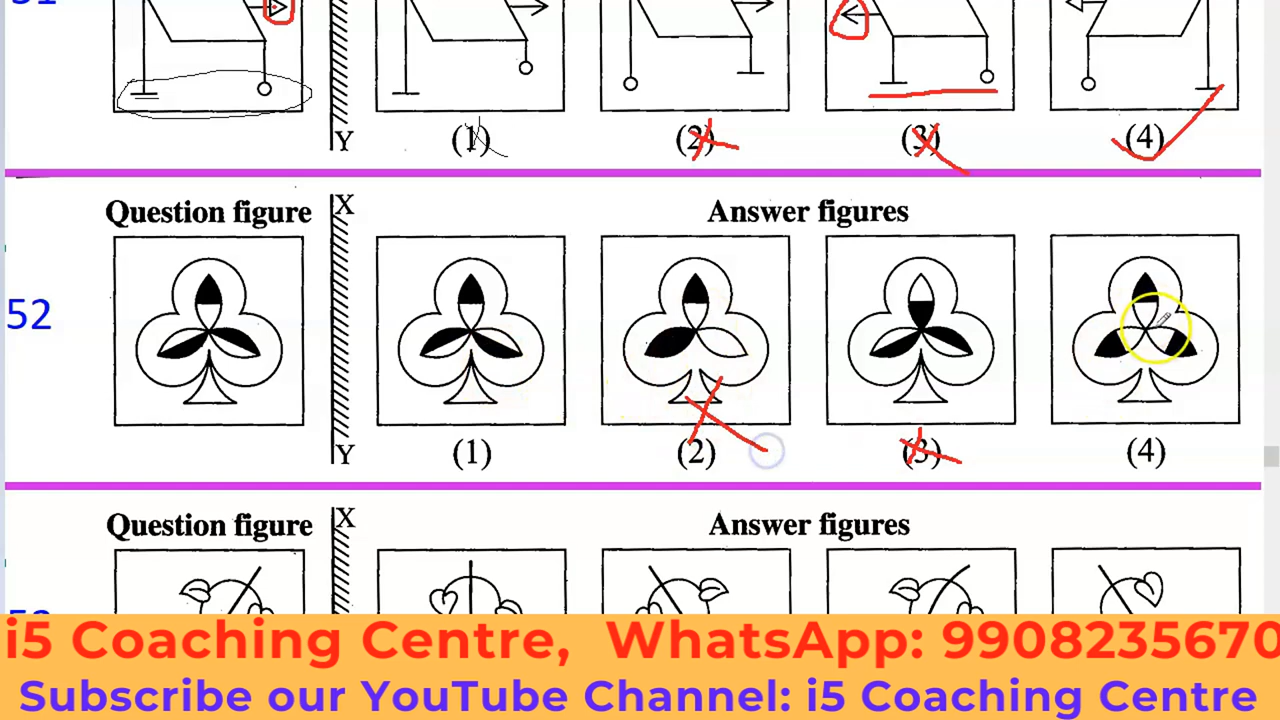 Y
(1)
(2)
(3)
(4)
Question figure
X
Answer figures
52
Y
(1)
(2)
(3)
(4)
Question figure
X
Answer figures
i5 Coaching Centre, WhatsApp: 9908235670
Subscribe our YouTube Channel: i5 Coaching Centre